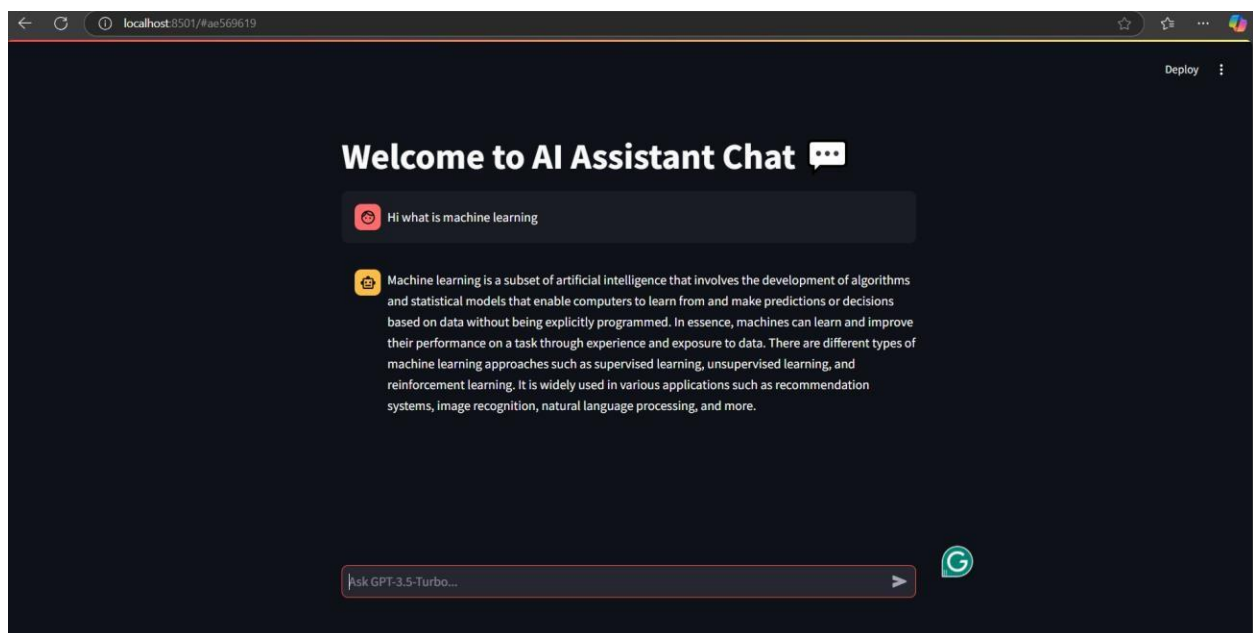 localhost:8501/#ae569619
Deploy
Welcome to AI Assistant Chat 💬
Hi what is machine learning
Machine learning is a subset of artificial intelligence that involves the development of algorithms
and statistical models that enable computers to learn from and make predictions or decisions
based on data without being explicitly programmed. In essence, machines can learn and improve
their performance on a task through experience and exposure to data. There are different types of
machine learning approaches such as supervised learning, unsupervised learning, and
reinforcement learning. It is widely used in various applications such as recommendation
systems, image recognition, natural language processing, and more.
Ask GPT-3.5-Turbo...
G